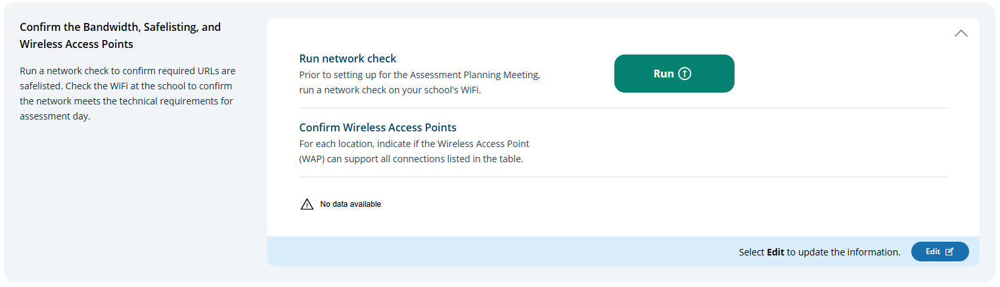 Confirm the Bandwidth, Safelisting, and
Wireless Access Points
Run a network check to confirm required URLs are
safelisted. Check the WiFi at the school to confirm
the network meets the technical requirements for
assessment day.
Run network check
Prior to setting up for the Assessment Planning Meeting,
run a network check on your school's WiFi.
Run
Confirm Wireless Access Points
For each location, indicate if the Wireless Access Point
(WAP) can support all connections listed in the table.
No data available
Select Edit to update the information.
Edit